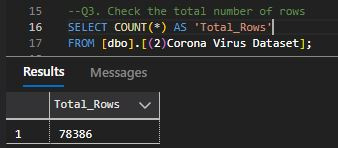 15 --Q3. Check the total number of rows
16 SELECT COUNT(*) AS 'Total_Rows'
17 FROM [dbo].[(2)Corona Virus Dataset];
Results Messages
Total_Rows
1 78386